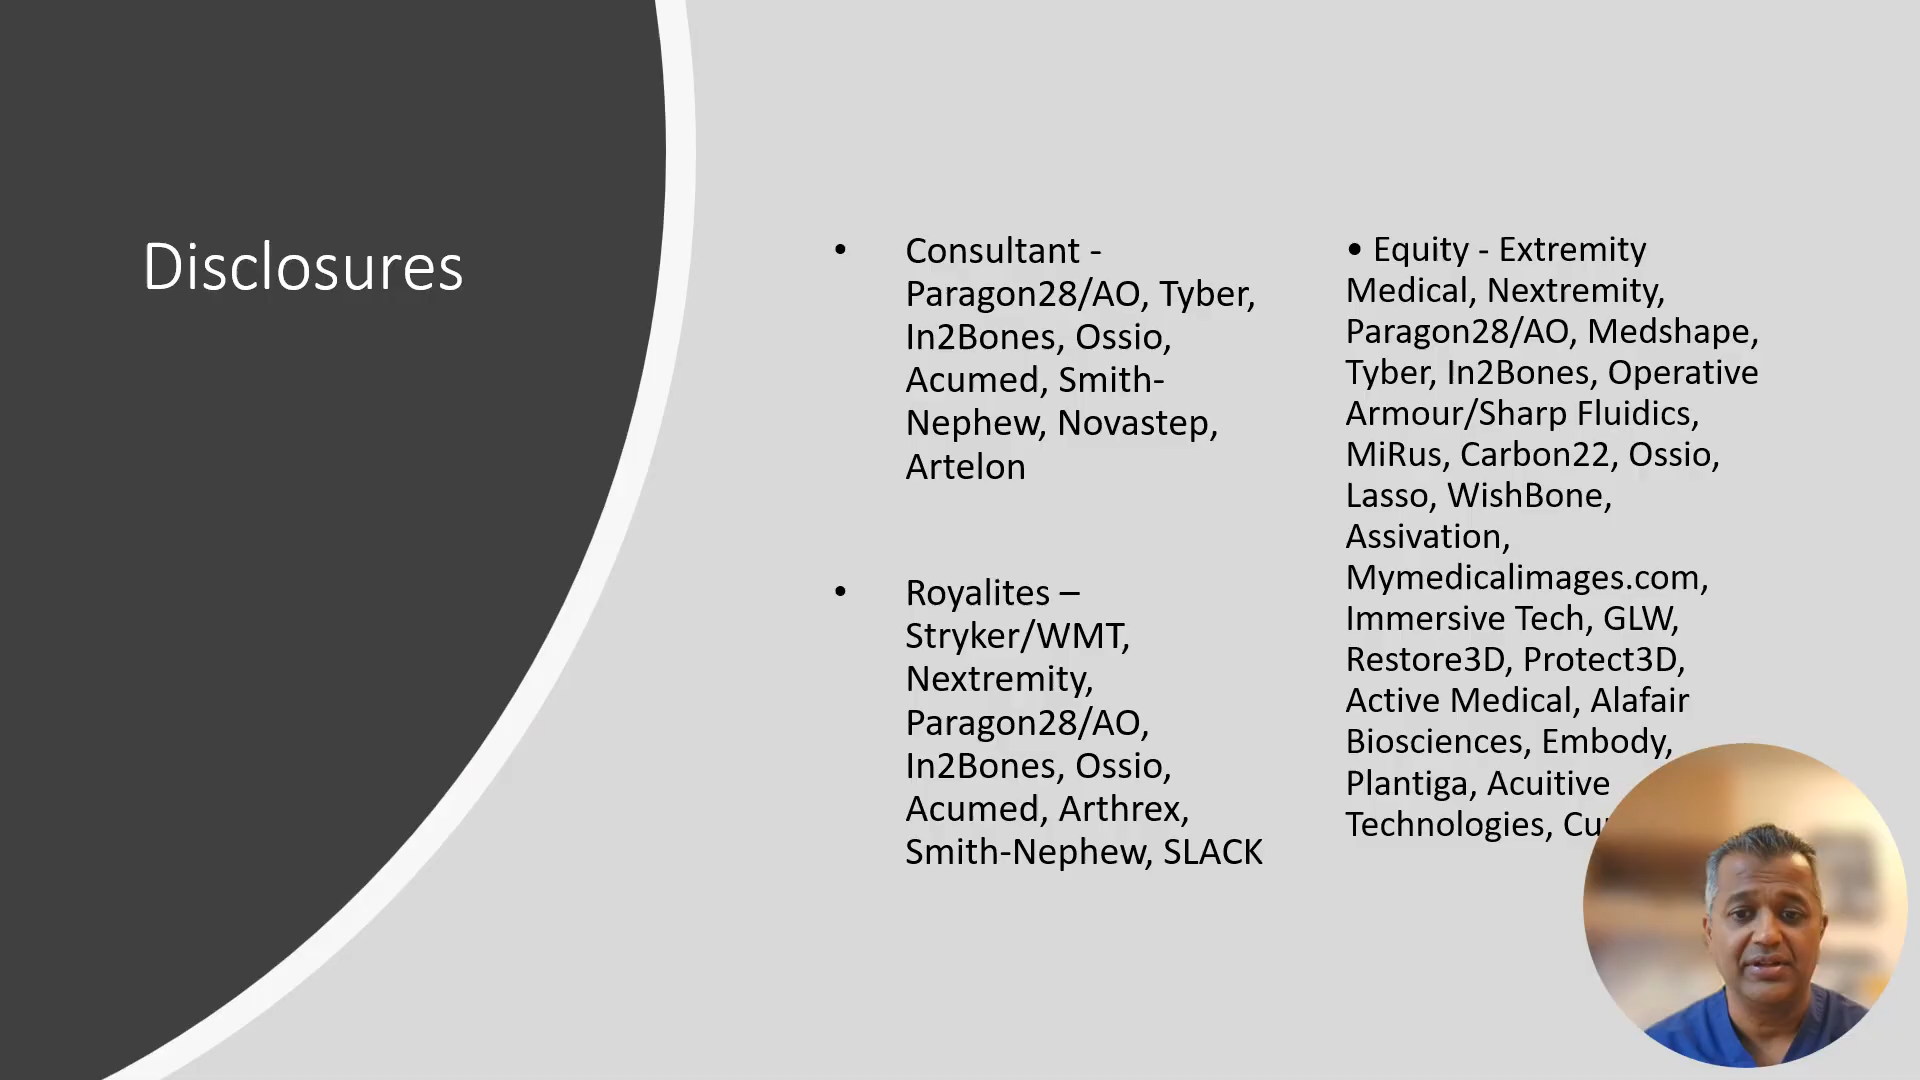 Disclosures
• Consultant -
Paragon28/AO, Tyber,
In2Bones, Ossio,
Acumed, Smith-
Nephew, Novastep,
Artelon
• Royalites –
Stryker/WMT,
Nextremity,
Paragon28/AO,
In2Bones, Ossio,
Acumed, Arthrex,
Smith-Nephew, SLACK
• Equity - Extremity
Medical, Nextremity,
Paragon28/AO, Medshape,
Tyber, In2Bones, Operative
Armour/Sharp Fluidics,
MiRus, Carbon22, Ossio,
Lasso, WishBone,
Assivation,
Mymedicalimages.com,
Immersive Tech, GLW,
Restore3D, Protect3D,
Active Medical, Alafair
Biosciences, Embody,
Plantiga, Acuitive
Technologies,